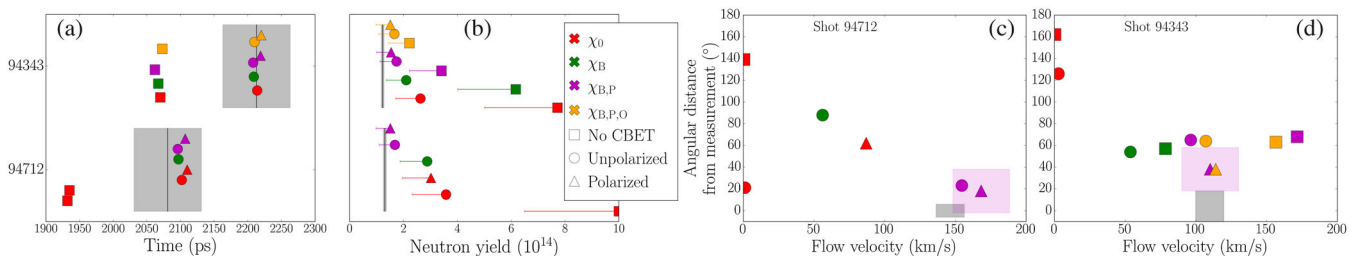 (a)
94343
94712
1900 1950 2000 2050 2100 2150 2200 2250 2300
Time (ps)
(b)
χ0
χB
χB,P
χB,P,O
No CBET
Unpolarized
Polarized
0 2 4 6 8 10
Neutron yield (10^14)
Shot 94712
(c)
Angular distance
from measurement (°)
180
160
140
120
100
80
60
40
20
0
0 50 100 150 200
Flow velocity (km/s)
Shot 94343
(d)
180
160
140
120
100
80
60
40
20
0
0 50 100 150 200
Flow velocity (km/s)